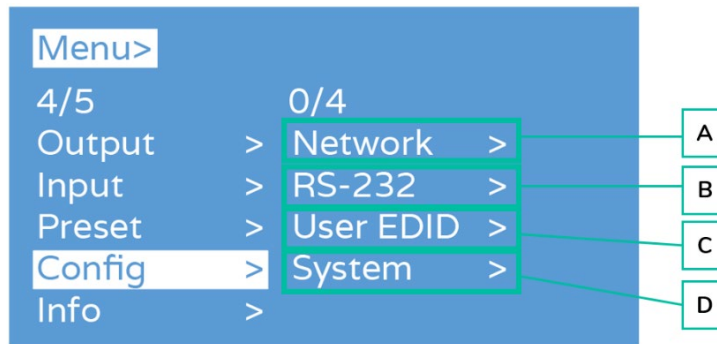 Menu>
4/5 0/4
Output > Network > A
Input > RS-232 > B
Preset > User EDID > C
Config > System > D
Info >